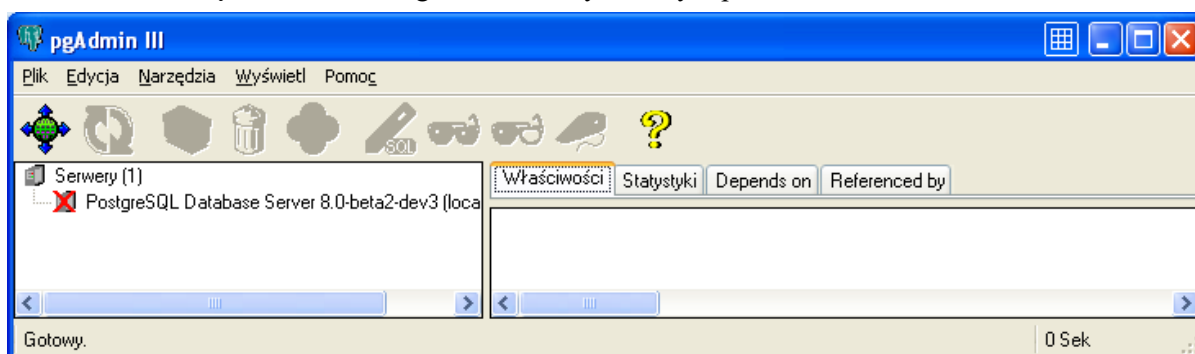 pgAdmin III
Plik Edycja Narzędzia Wyświetl Pomoc
SQL
Serwery (1)
PostgreSQL Database Server 8.0-beta2-dev3 (loca
Właściwości Statystyki Depends on Referenced by
Gotowy. 0 Sek